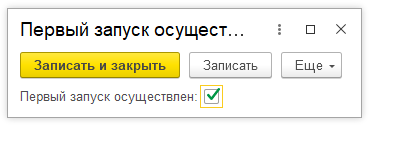 Первый запуск осущест...
Записать и закрыть Записать Еще
Первый запуск осуществлен: